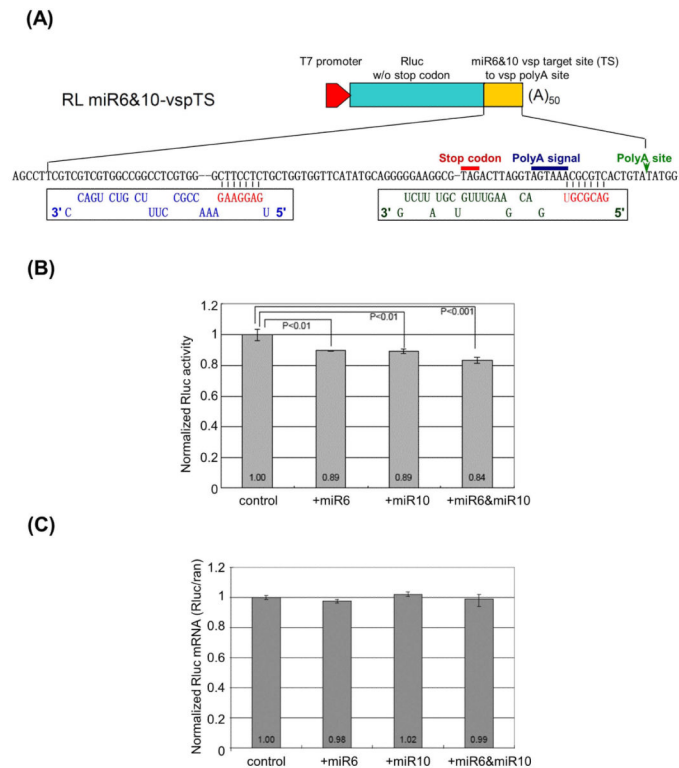 (A)
T7 promoter
Rluc
w/o stop codon
miR6&10 vsp target site (TS)
to vsp polyA site
RL miR6&10-vspTS
(A)50
Stop codon
PolyA signal
PolyA site
AGCCTTCGTCGTCGTGGCCGGCCTCGTGG--GCTTCCTCTGCTGGTGGTTCATATGCAGGGGGAAGGCG-TAGACTTAGGTAGTAAACGCGTCACTGTATATGG
CAGU CUG CU CGCC GAAGGAG
3' C UUC AAA U 5'
UCUU UGC GUUUGAA CA UGCGCAG
3' G A U G G 5'
(B)
Normalized Rluc activity
1.2
1
0.8
0.6
0.4
0.2
0
P<0.01
P<0.01
P<0.001
1.00
0.89
0.89
0.84
control
+miR6
+miR10
+miR6&miR10
(C)
Normalized Rluc mRNA (Rluc/ran)
1.2
1
0.8
0.6
0.4
0.2
0
1.00
0.98
1.02
0.99
control
+miR6
+miR10
+miR6&miR10